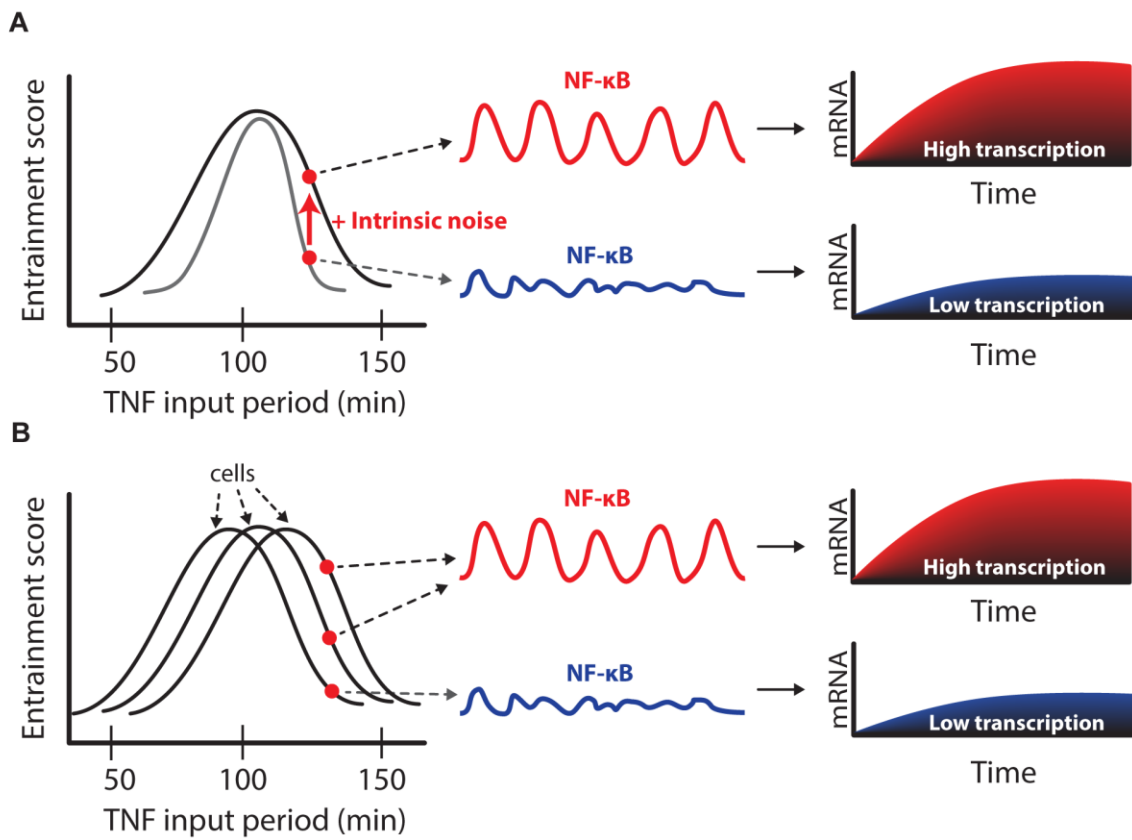 A
Entrainment score
50
100
150
TNF input period (min)
+ Intrinsic noise
NF-κB
NF-κB
mRNA
High transcription
Time
mRNA
Low transcription
Time
B
cells
Entrainment score
50
100
150
TNF input period (min)
NF-κB
NF-κB
mRNA
High transcription
Time
mRNA
Low transcription
Time